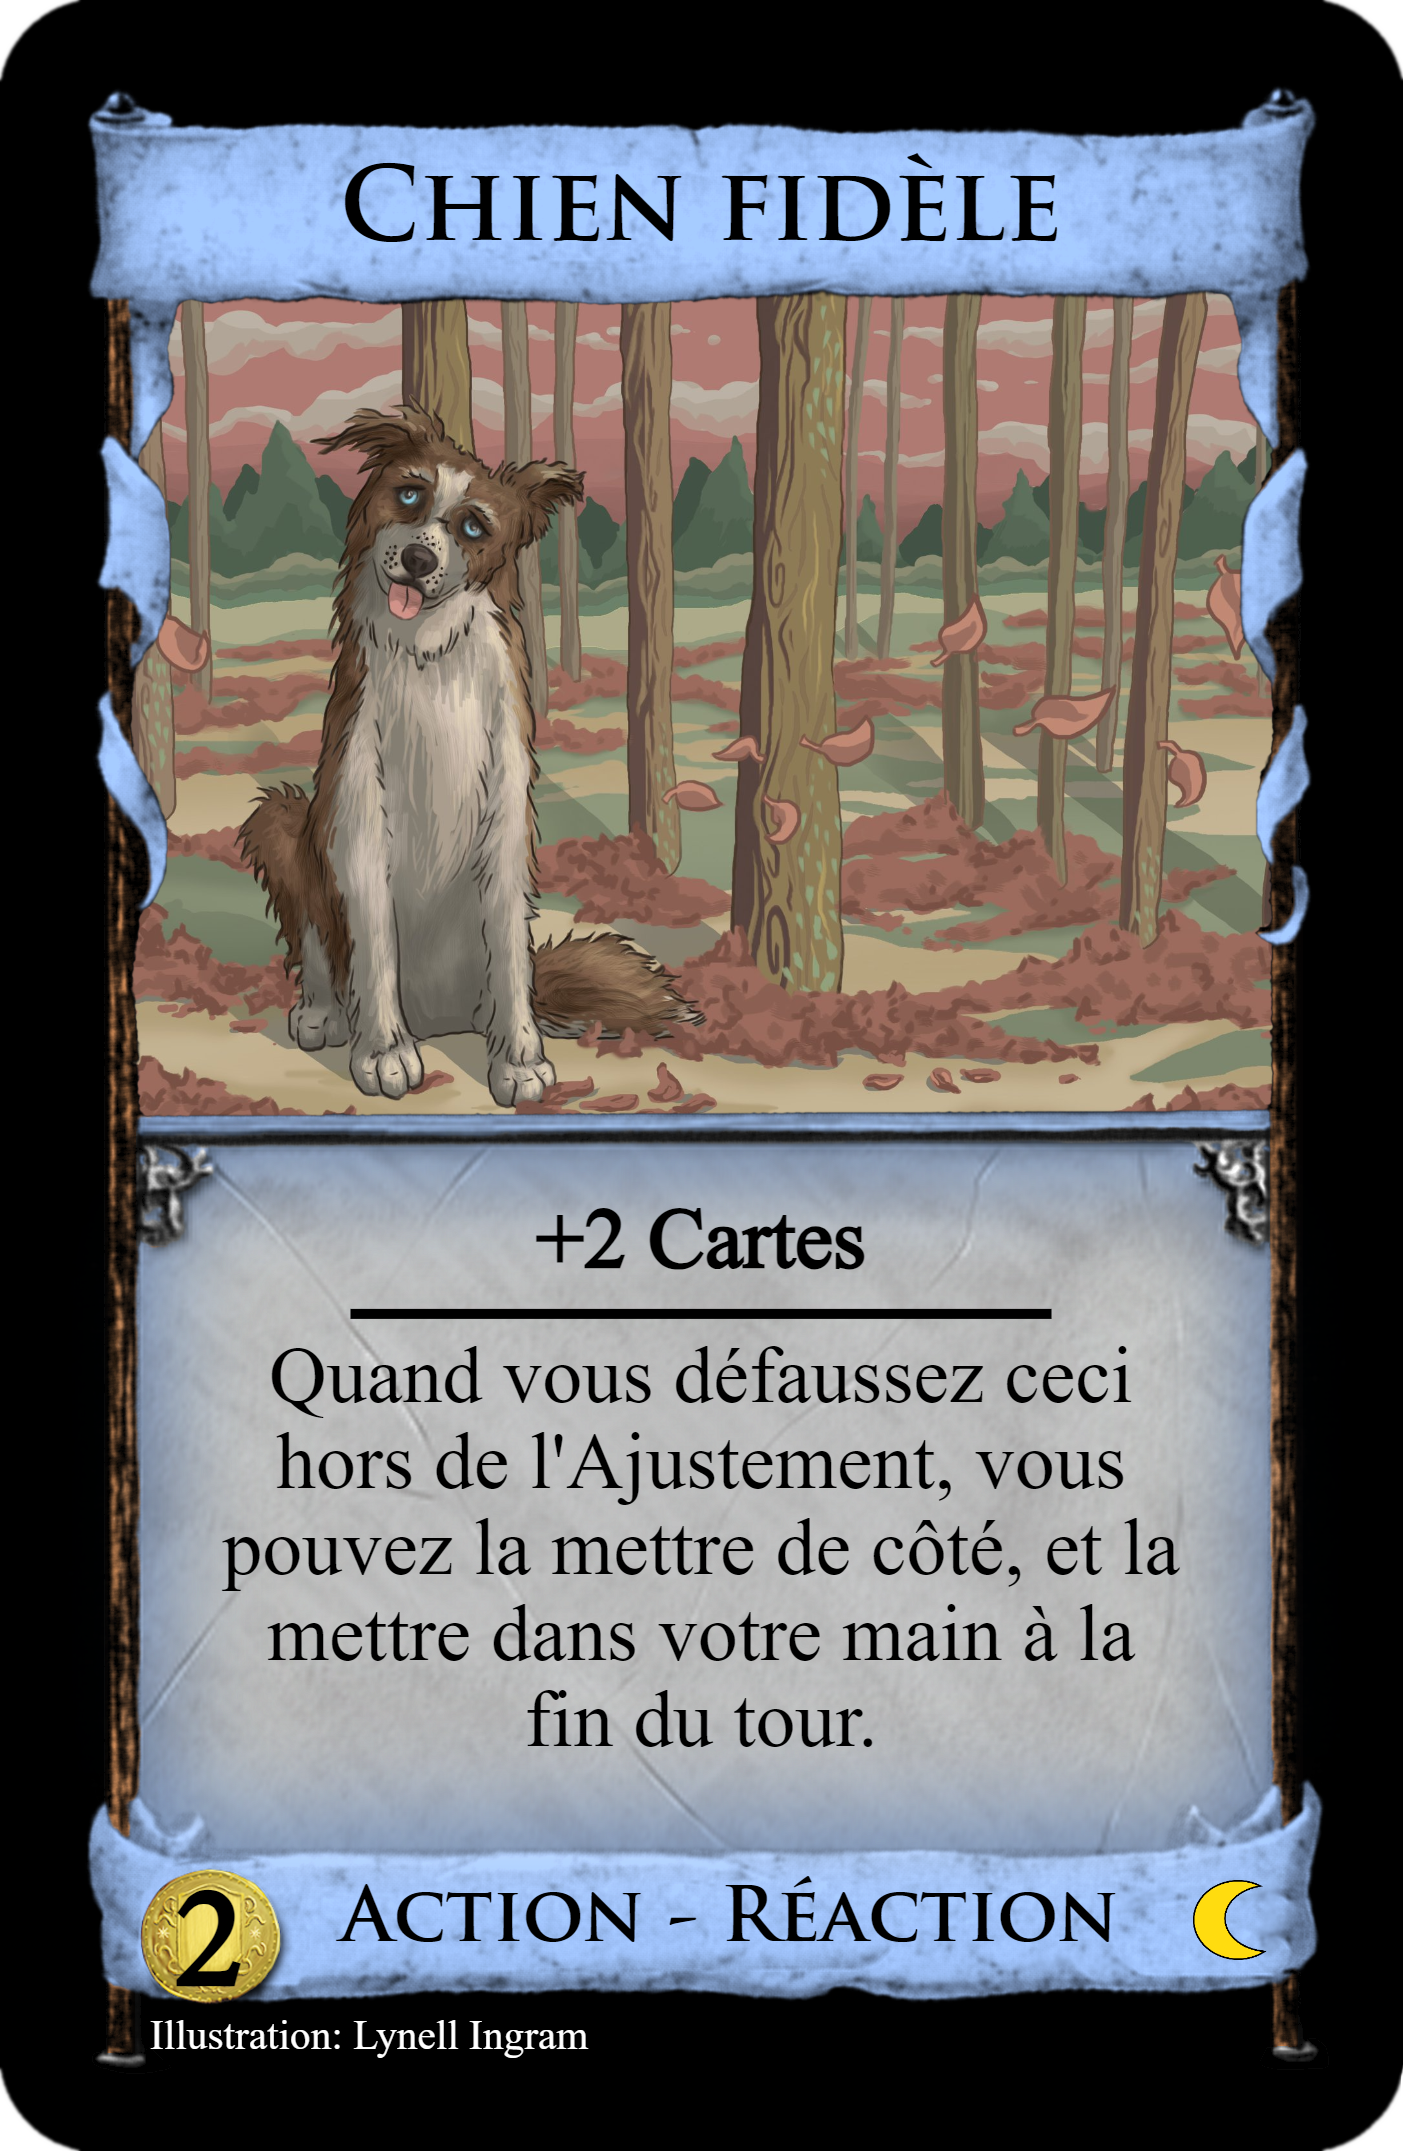 Chien fidèle
+2 Cartes
Quand vous défaussez ceci
hors de l'Ajustement, vous
pouvez la mettre de côté, et la
mettre dans votre main à la
fin du tour.
2
Action - Réaction
Illustration: Lynell Ingram